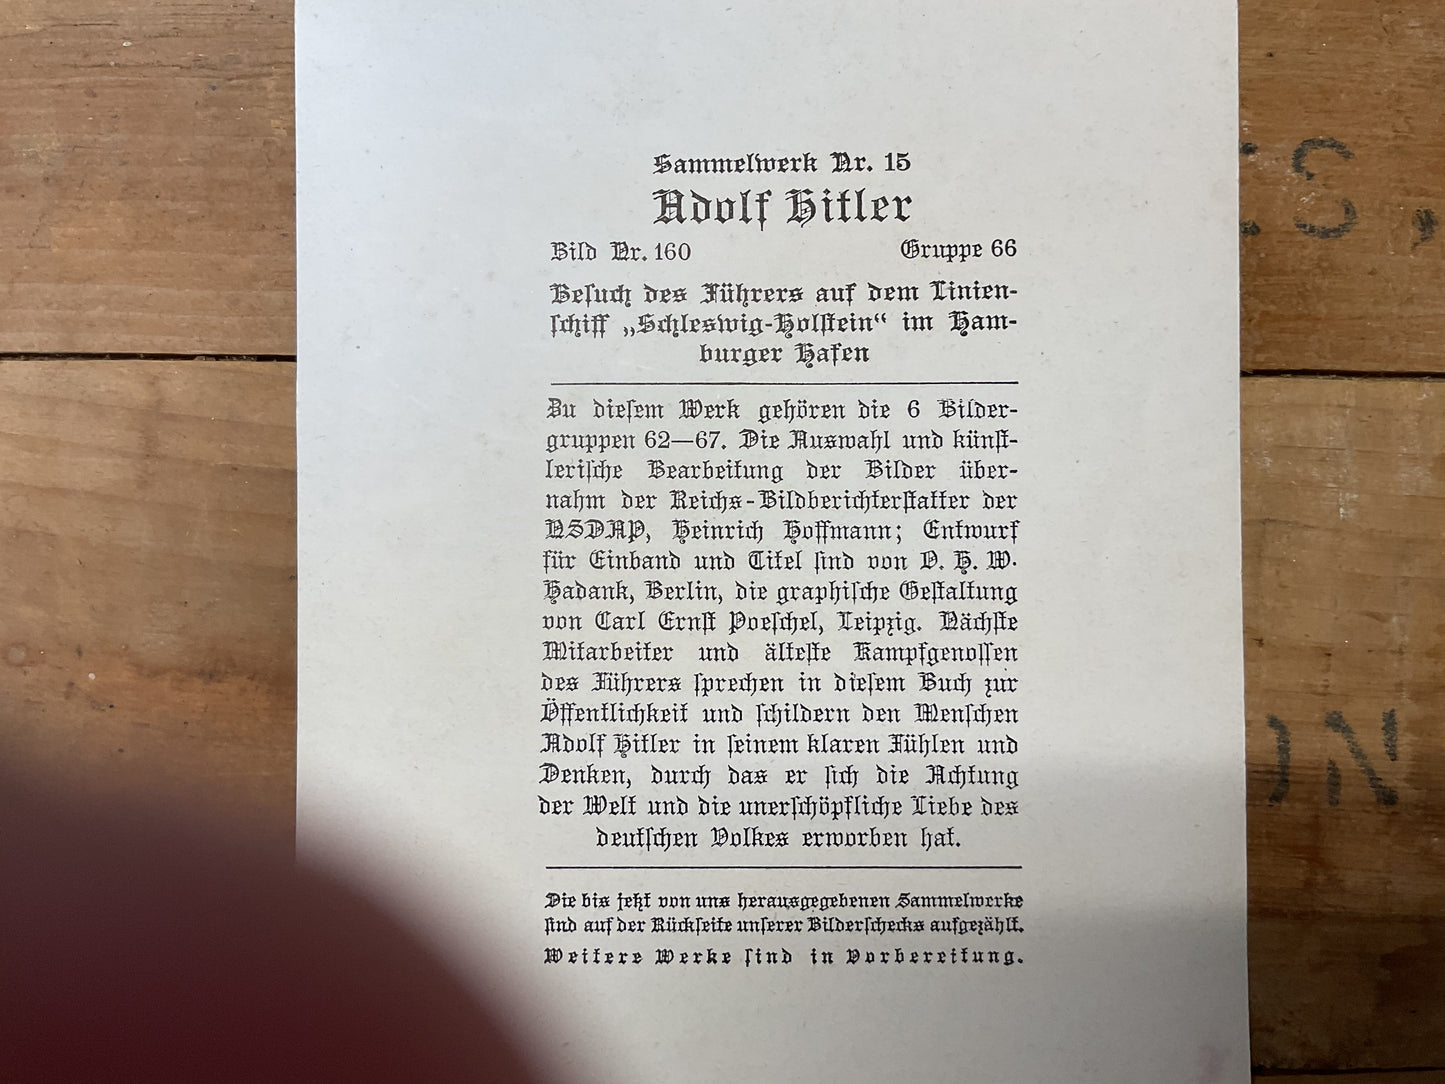 Sammelwerk Nr. 15
Adolf Hitler
Bild Nr. 160 Gruppe 66
Besuch des Führers auf dem Linien-
schiff „Schleswig-Holstein“ im Ham-
burger Hafen
Zu diesem Werk gehören die 6 Bilder-
gruppen 62—67. Die Auswahl und künst-
lerische Bearbeitung der Bilder über-
nahm der Reichs-Bildberichterstatter der
NSDAP, Heinrich Hoffmann; Entwurf
für Einband und Titel sind von O. H. W.
Hadank, Berlin, die graphische Gestaltung
von Carl Ernst Poeschel, Leipzig. Nächste
Mitarbeiter und älteste Kampfgenossen
des Führers sprechen in diesem Buch zur
Öffentlichkeit und schildern den Menschen
Adolf Hitler in seinem klaren Fühlen und
Denken, durch das er sich die Achtung
der Welt und die unerschöpfliche Liebe des
deutschen Volkes erworben hat.
Die bis jetzt von uns herausgegebenen Sammelwerke
sind auf der Rückseite unserer Bilderschecks aufgezählt.
Weitere Werke sind in Vorbereitung.